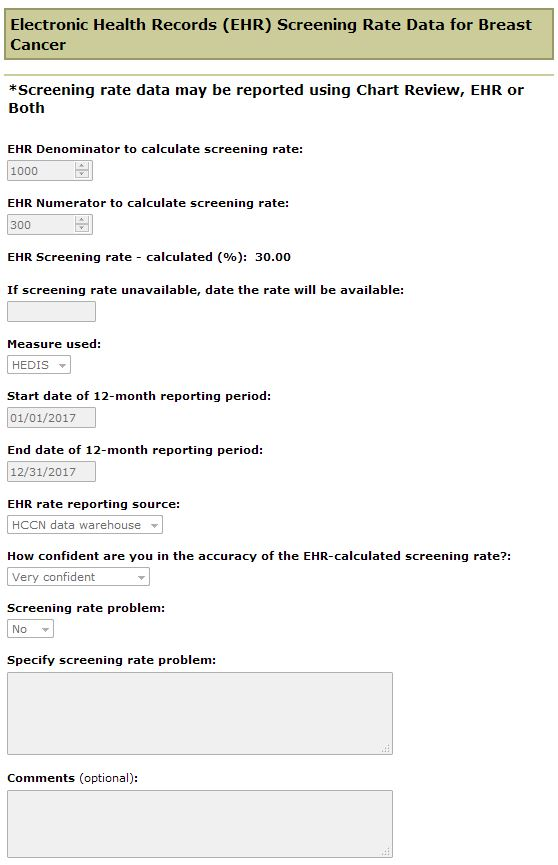 Electronic Health Records (EHR) Screening Rate Data for Breast
Cancer
*Screening rate data may be reported using Chart Review, EHR or
Both
EHR Denominator to calculate screening rate:
1000
EHR Numerator to calculate screening rate:
300
EHR Screening rate - calculated (%): 30.00
If screening rate unavailable, date the rate will be available:
Measure used:
HEDIS
Start date of 12-month reporting period:
01/01/2017
End date of 12-month reporting period:
12/31/2017
EHR rate reporting source:
HCCN data warehouse
How confident are you in the accuracy of the EHR-calculated screening rate?:
Very confident
Screening rate problem:
No
Specify screening rate problem:
Comments (optional):